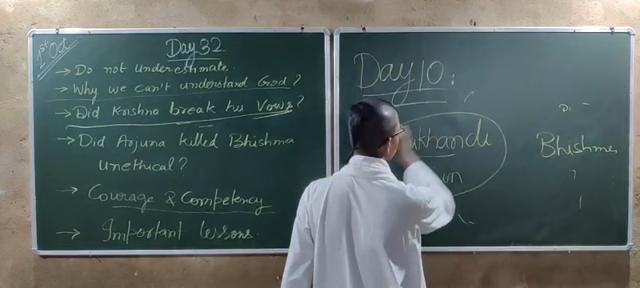 1st Oct
Day 32
→ Do not underestimate.
→ Why we can't understand God?
→ Did Krishna break his Vows?
→ Did Arjuna killed Bhishma
unethical?
→ Courage & Competency
→ Important lessons.
Day 10:
khandi
Bhishma
?